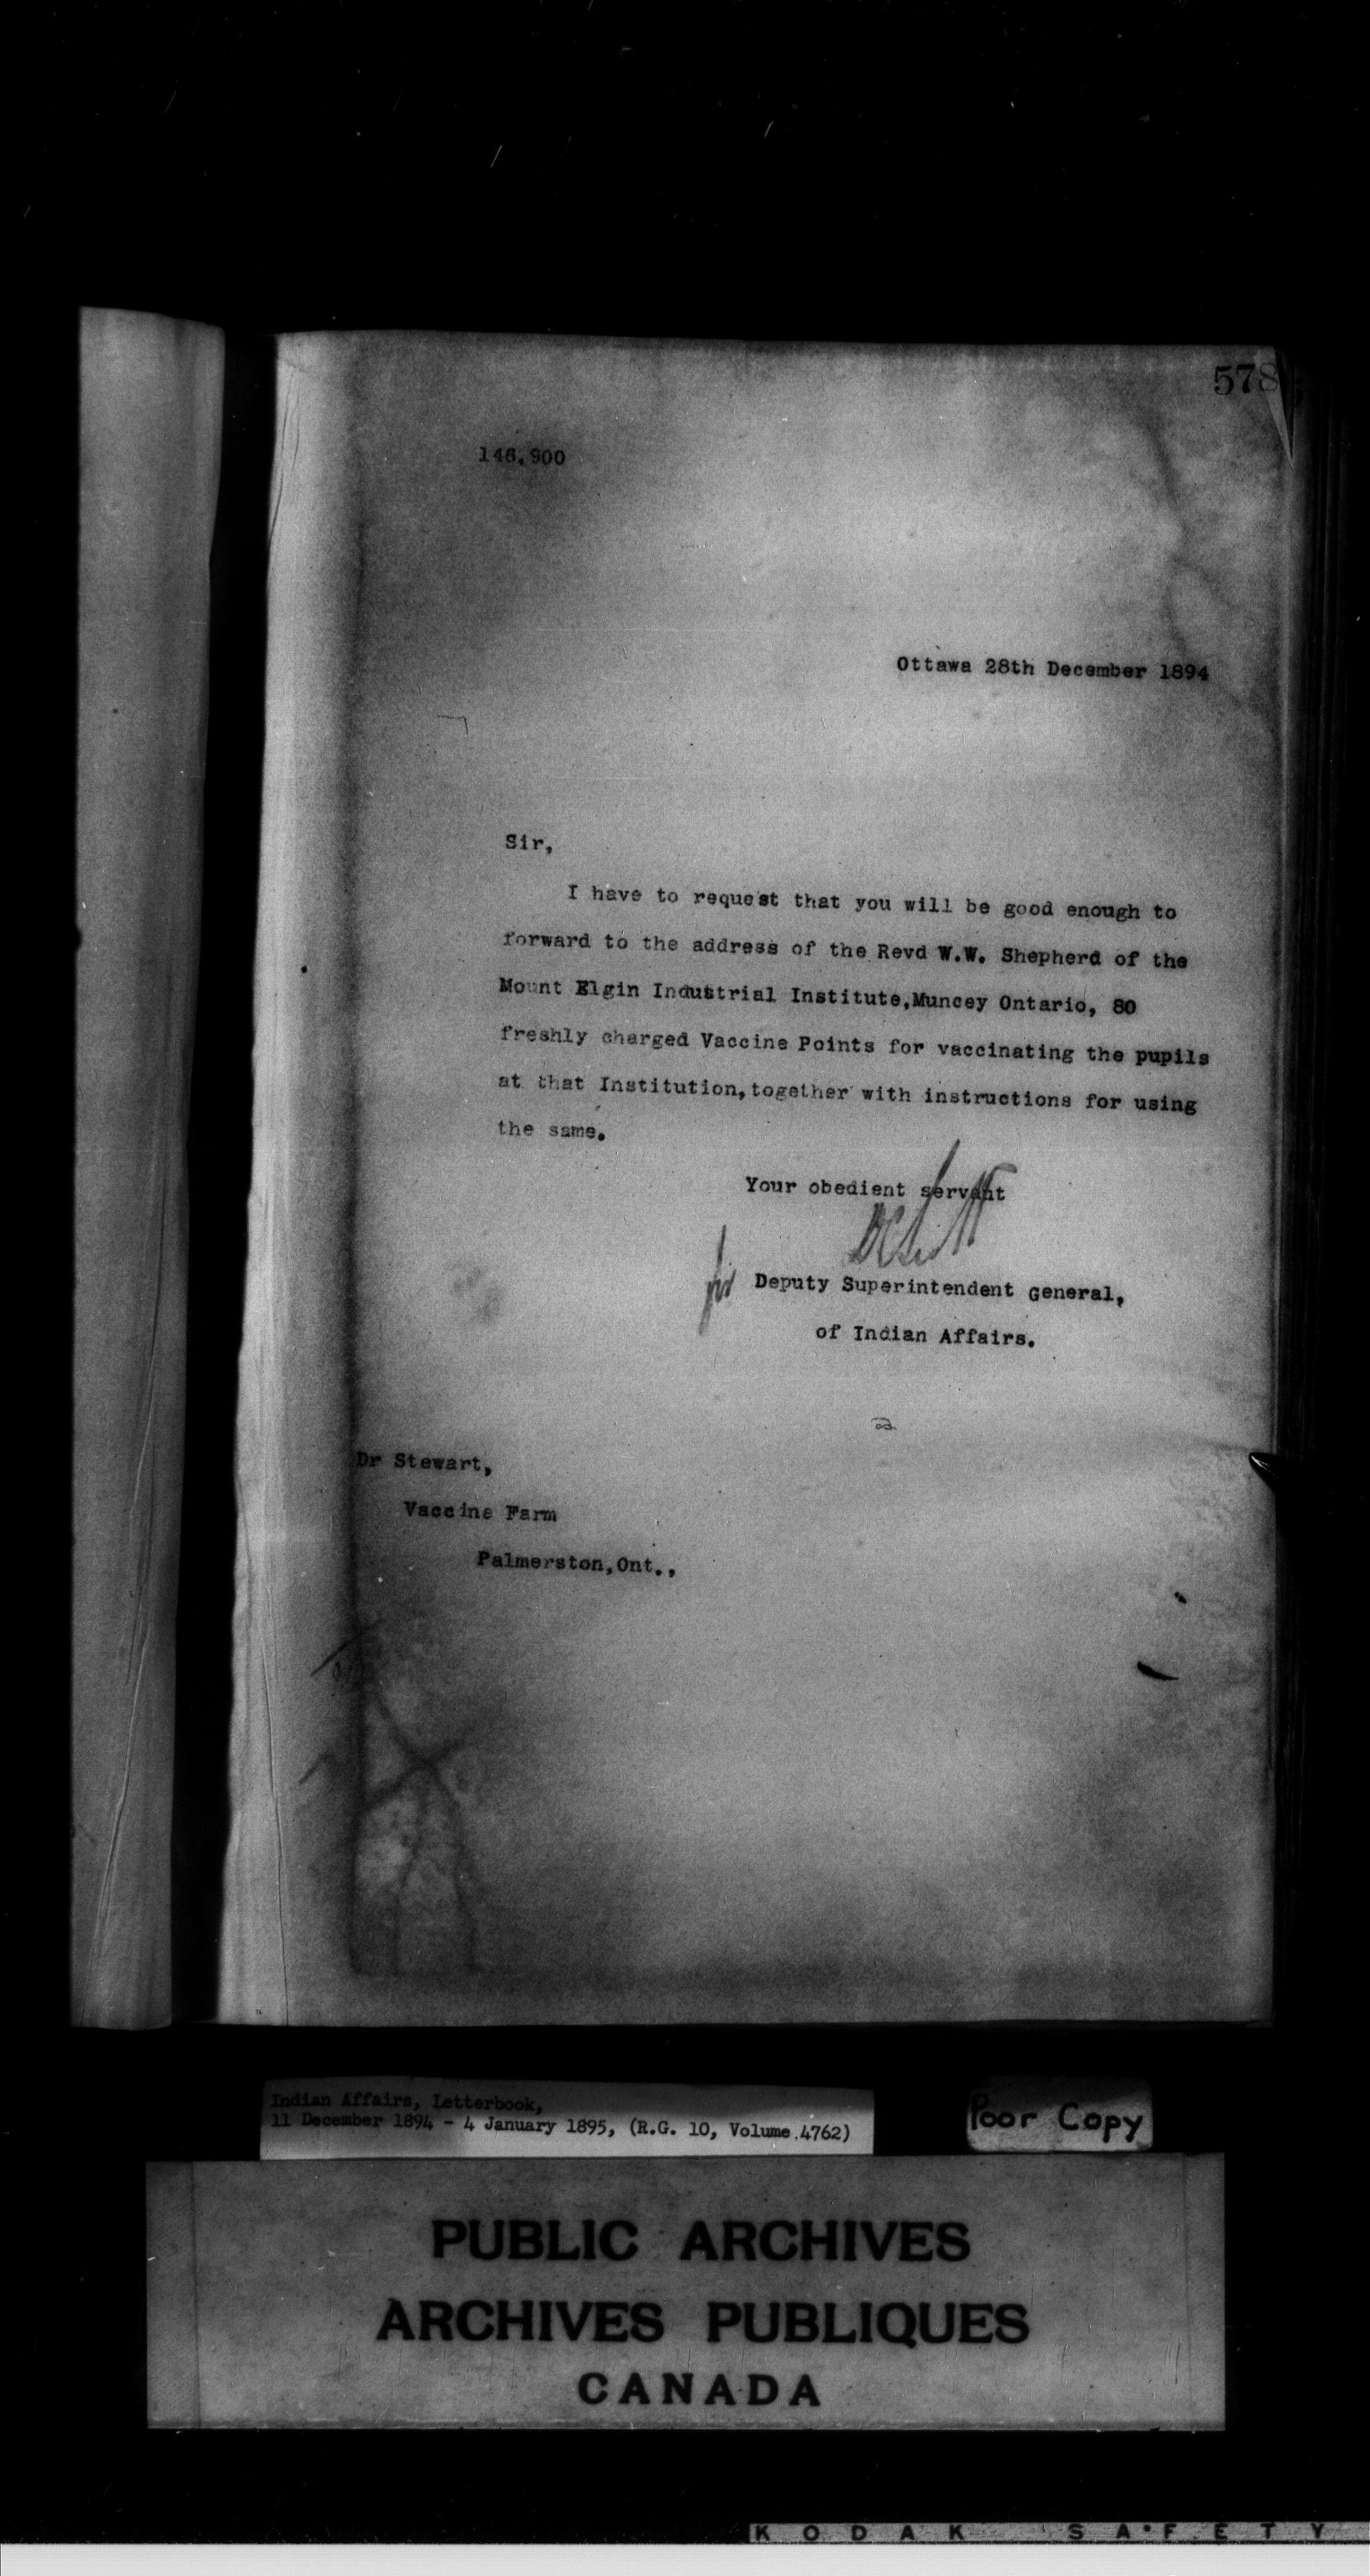 578
146,900
Ottawa 28th December 1894
Sir,
I have to request that you will be good enough to
forward to the address of the Revd W.W. Shepherd of the
Mount Elgin Industrial Institute,Muncey Ontario, 80
freshly charged Vaccine Points for vaccinating the pupils
at that Institution,together with instructions for using
the same.
Your obedient servant
for Deputy Superintendent General,
of Indian Affairs.
Dr Stewart,
Vaccine Farm
Palmerston,Ont.,
Indian Affairs, Letterbook,
11 December 1894 - 4 January 1895, (R.G. 10, Volume 4762)
Poor Copy
PUBLIC ARCHIVES
ARCHIVES PUBLIQUES
CANADA
KODAK SAFETY